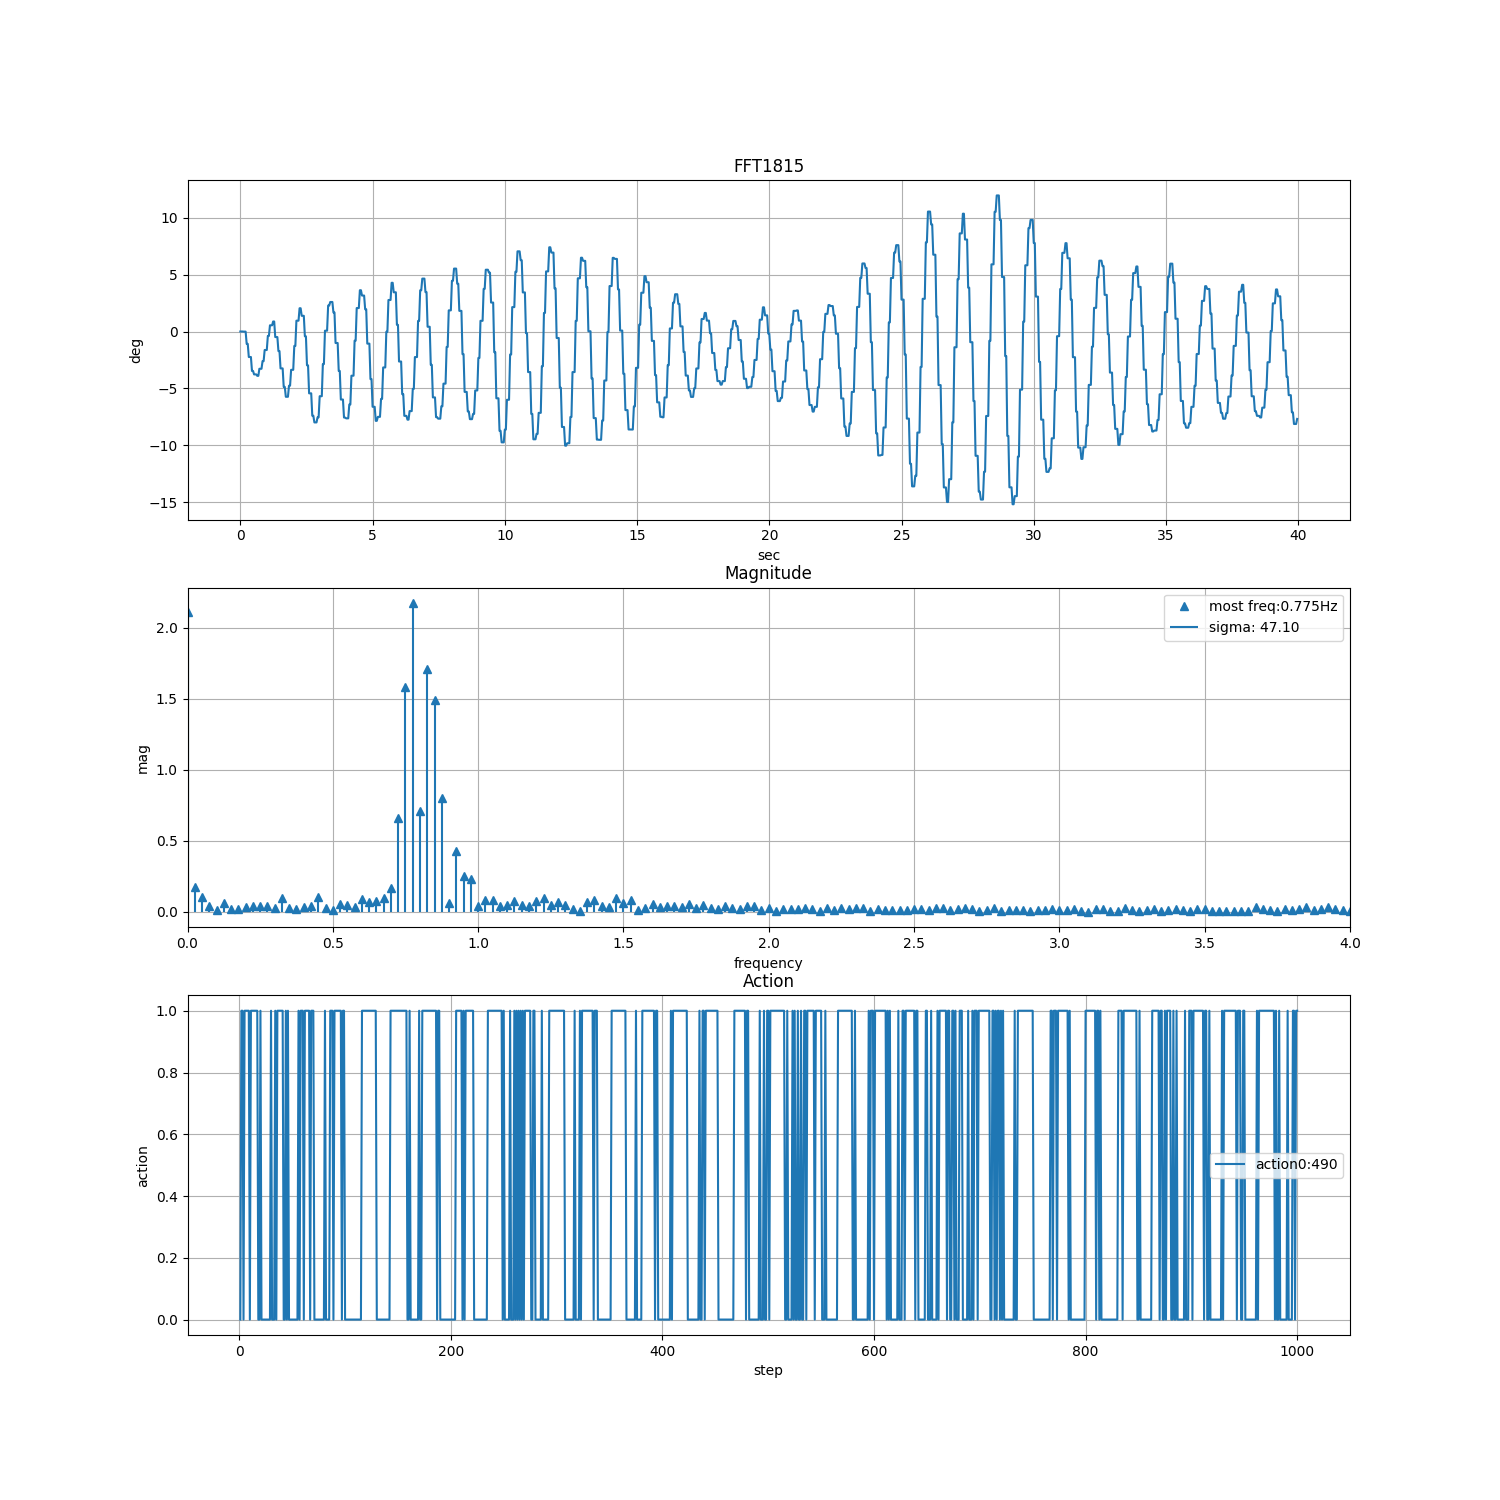 FFT1815
10
5
0
−5
−10
−15
deg
0 5 10 15 20 25 30 35 40
sec
Magnitude
most freq:0.775Hz
sigma: 47.10
2.0
1.5
1.0
0.5
0.0
mag
0.0 0.5 1.0 1.5 2.0 2.5 3.0 3.5 4.0
frequency
Action
1.0
0.8
0.6
0.4
0.2
0.0
action
action0:490
0 200 400 600 800 1000
step